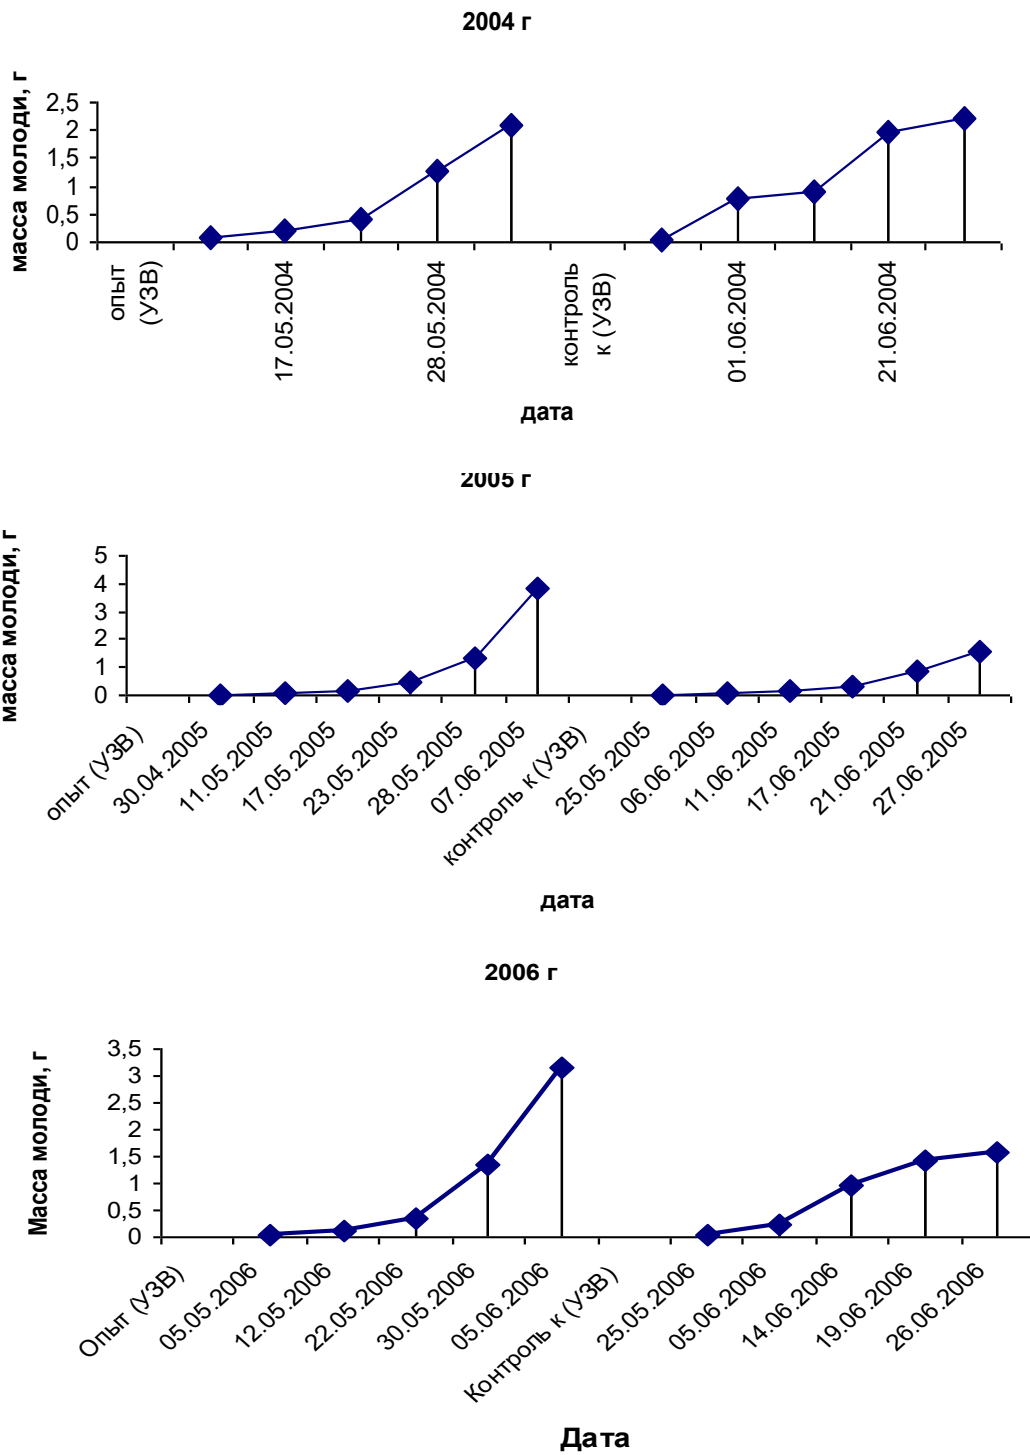 2004 г
масса молоди, г
2,5
2
1,5
1
0,5
0
опыт
(УЗВ)
17.05.2004
28.05.2004
контроль
к (УЗВ)
01.06.2004
21.06.2004
дата
2005 г
масса молоди, г
5
4
3
2
1
0
опыт (УЗВ)
30.04.2005
11.05.2005
17.05.2005
23.05.2005
28.05.2005
07.06.2005
контроль к (УЗВ)
25.05.2005
06.06.2005
11.06.2005
17.06.2005
21.06.2005
27.06.2005
дата
2006 г
Масса молоди, г
3,5
3
2,5
2
1,5
1
0,5
0
Опыт (УЗВ)
05.05.2006
12.05.2006
22.05.2006
30.05.2006
05.06.2006
Контроль к (УЗВ)
25.05.2006
05.06.2006
14.06.2006
19.06.2006
26.06.2006
Дата